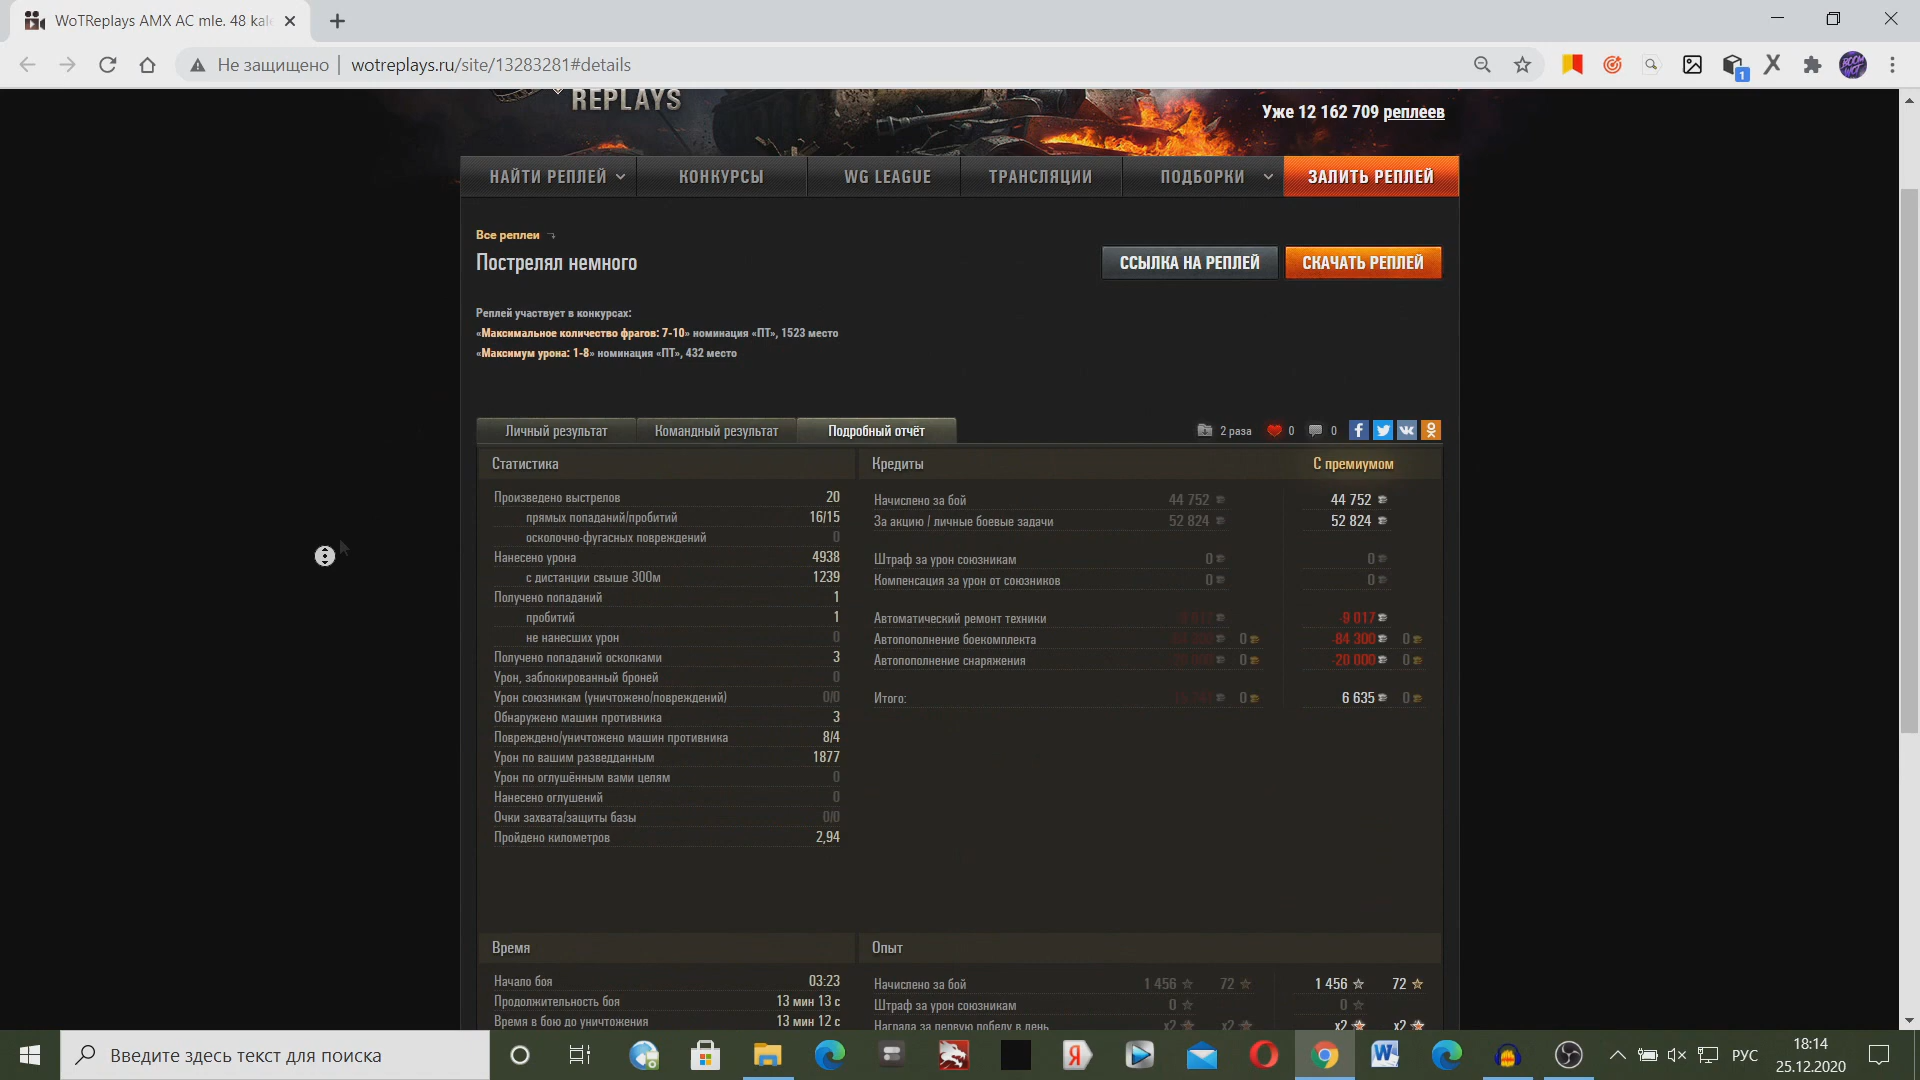 WoTReplays AMX AC mle. 48 kal
Не защищено
wotreplays.ru/site/13283281#details
1
REPLAYS
Уже 12 162 709 реплеев
НАЙТИ РЕПЛЕЙ КОНКУРСЫ WG LEAGUE ТРАНСЛЯЦИИ ПОДБОРКИ ЗАЛИТЬ РЕПЛЕЙ
Все реплеи
Пострелял немного
ССЫЛКА НА РЕПЛЕЙ СКАЧАТЬ РЕПЛЕЙ
Реплей участвует в конкурсах:
«Максимальное количество фрагов: 7-10» номинация «ПТ», 1523 место
«Максимум урона: 1-8» номинация «ПТ», 432 место
Личный результат Командный результат Подробный отчёт 2 раза 0 0
Статистика
Произведено выстрелов 20
прямых попаданий/пробитий 16/15
осколочно-фугасных повреждений 0
Нанесено урона 4938
с дистанции свыше 300м 1239
Получено попаданий 1
пробитий 1
не нанесших урон 0
Получено попаданий осколками 3
Урон, заблокированный броней 0
Урон союзникам (уничтожено/повреждений) 0/0
Обнаружено машин противника 3
Повреждено/уничтожено машин противника 8/4
Урон по вашим разведданным 1877
Урон по оглушённым вами целям 0
Нанесено оглушений 0
Очки захвата/защиты базы 0/0
Пройдено километров 2,94
Кредиты С премиумом
Начислено за бой 44 752 44 752
За акцию / личные боевые задачи 52 824 52 824
Штраф за урон союзникам 0 0
Компенсация за урон от союзников 0 0
Автоматический ремонт техники -9 017
Автопополнение боекомплекта 0 -84 300 0
Автопополнение снаряжения 0 -20 000 0
Итого: 0 6 635 0
Время
Начало боя 03:23
Продолжительность боя 13 мин 13 с
Время в бою до уничтожения 13 мин 12 с
Опыт
Начислено за бой 1 456 72 1 456 72
Штраф за урон союзникам 0 0
Награда за первую победу в день x2 x2 x2 x2
Введите здесь текст для поиска
РУС
18:14
25.12.2020